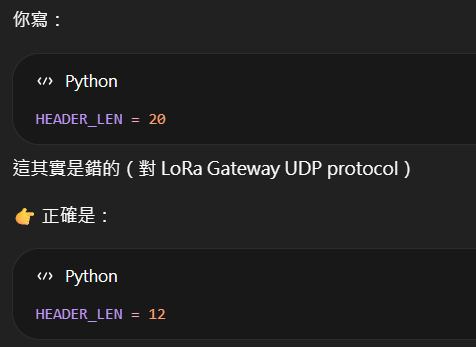 你寫：
</> Python
HEADER_LEN = 20
這其實是錯的（對 LoRa Gateway UDP protocol）
👉 正確是：
</> Python
HEADER_LEN = 12